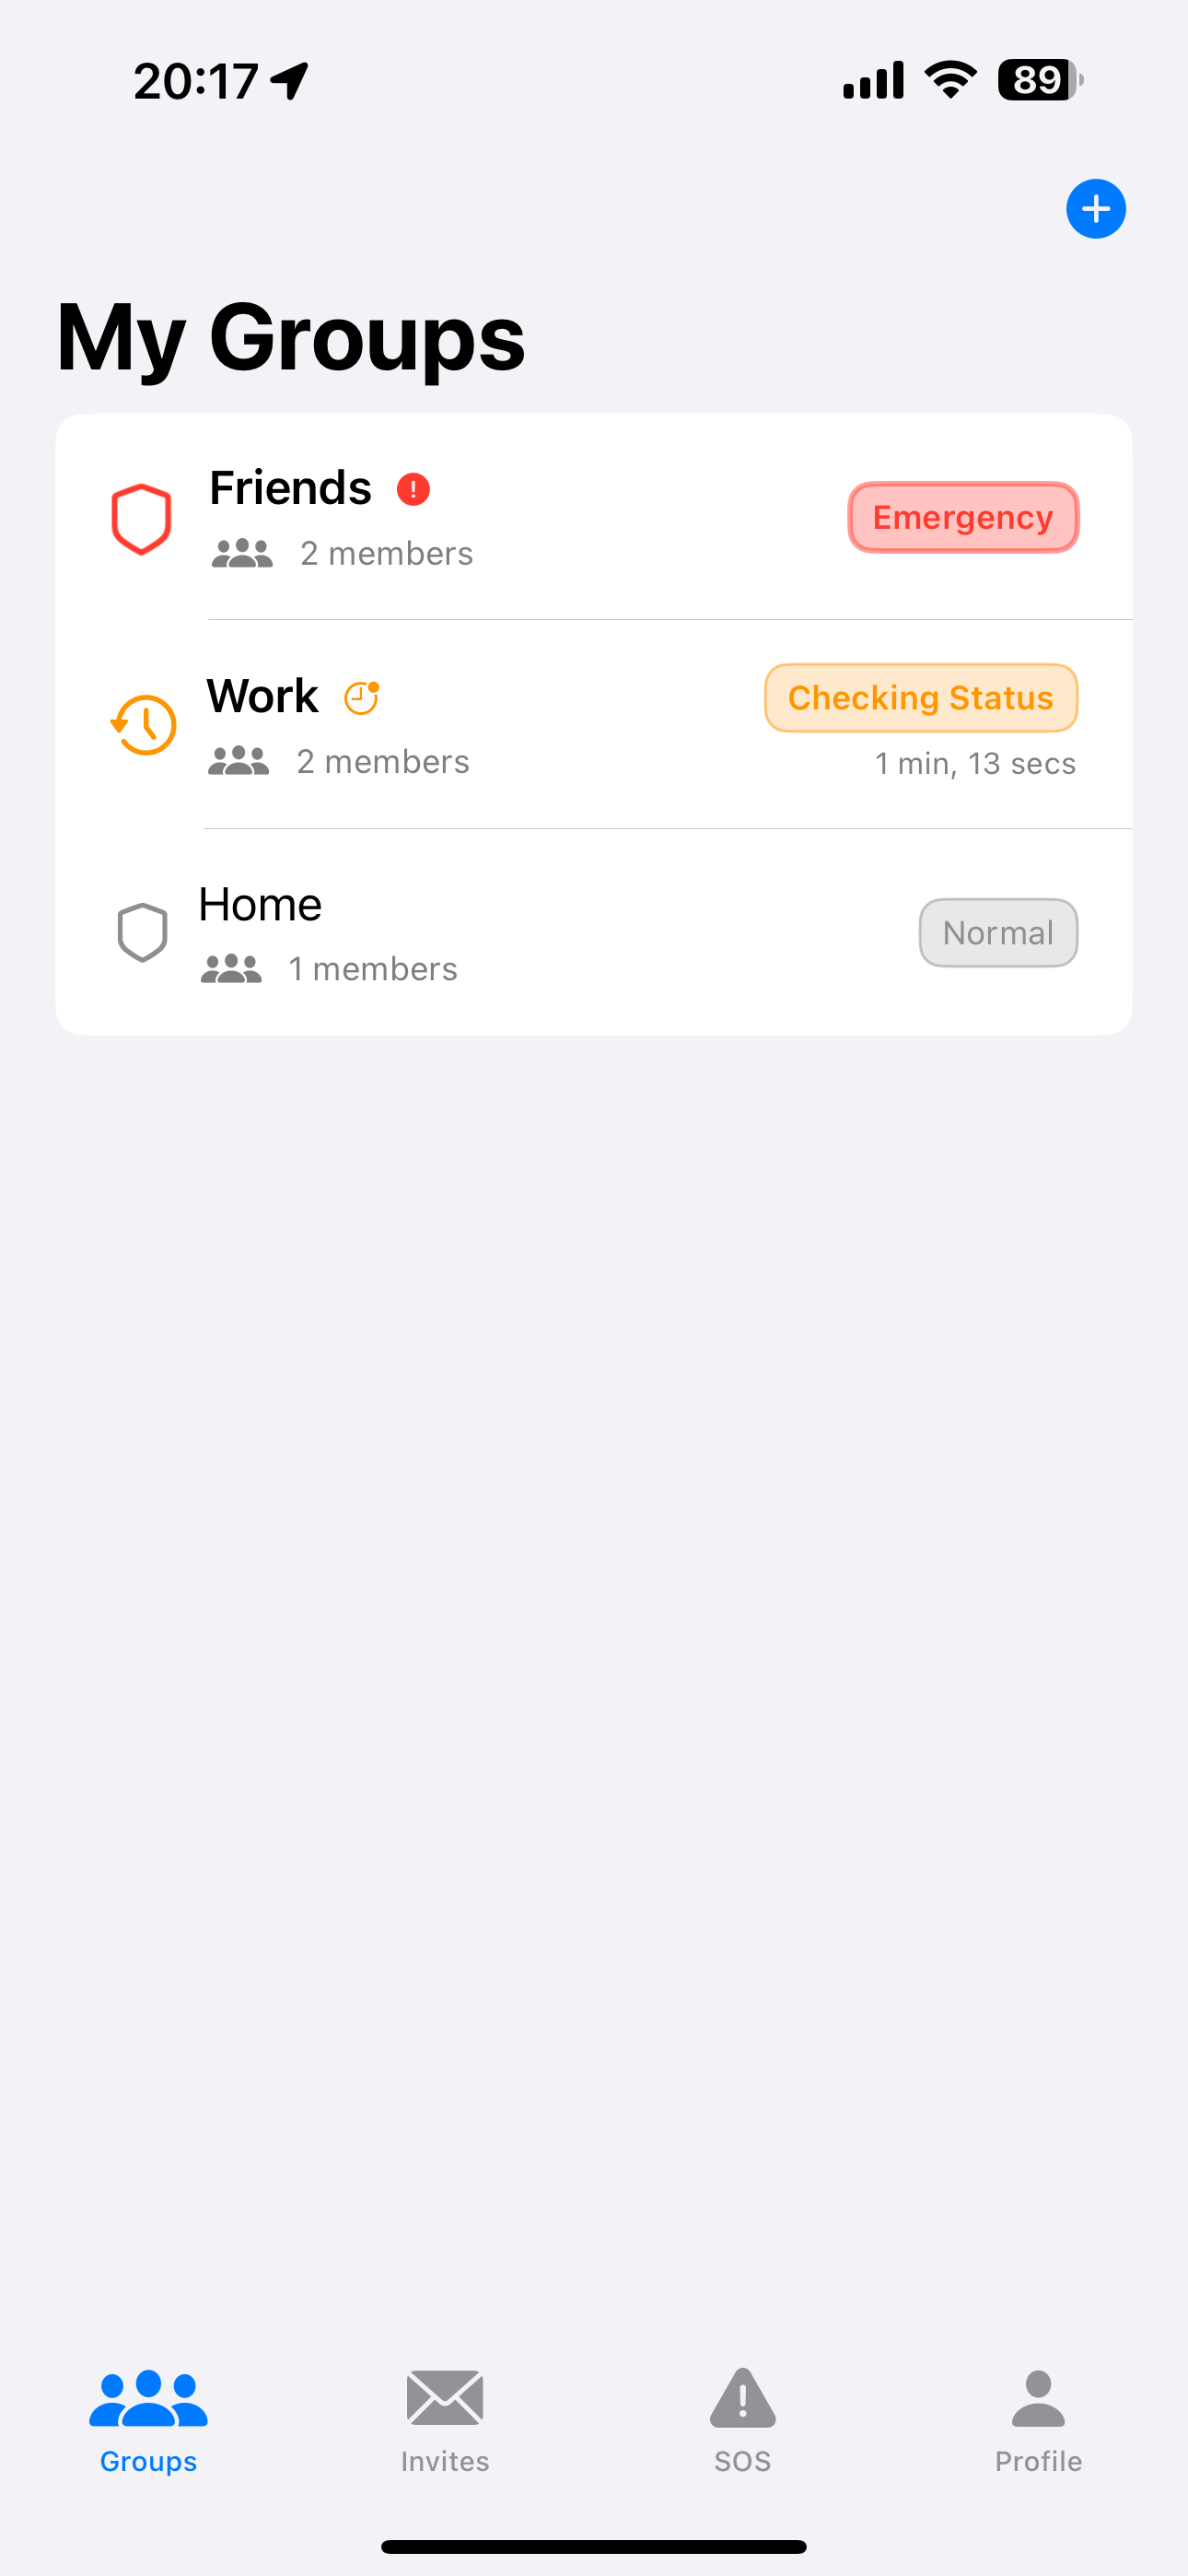 20:17
89
My Groups
Friends
Emergency
2 members
Work
Checking Status
2 members
1 min, 13 secs
Home
Normal
1 members
Groups
Invites
SOS
Profile